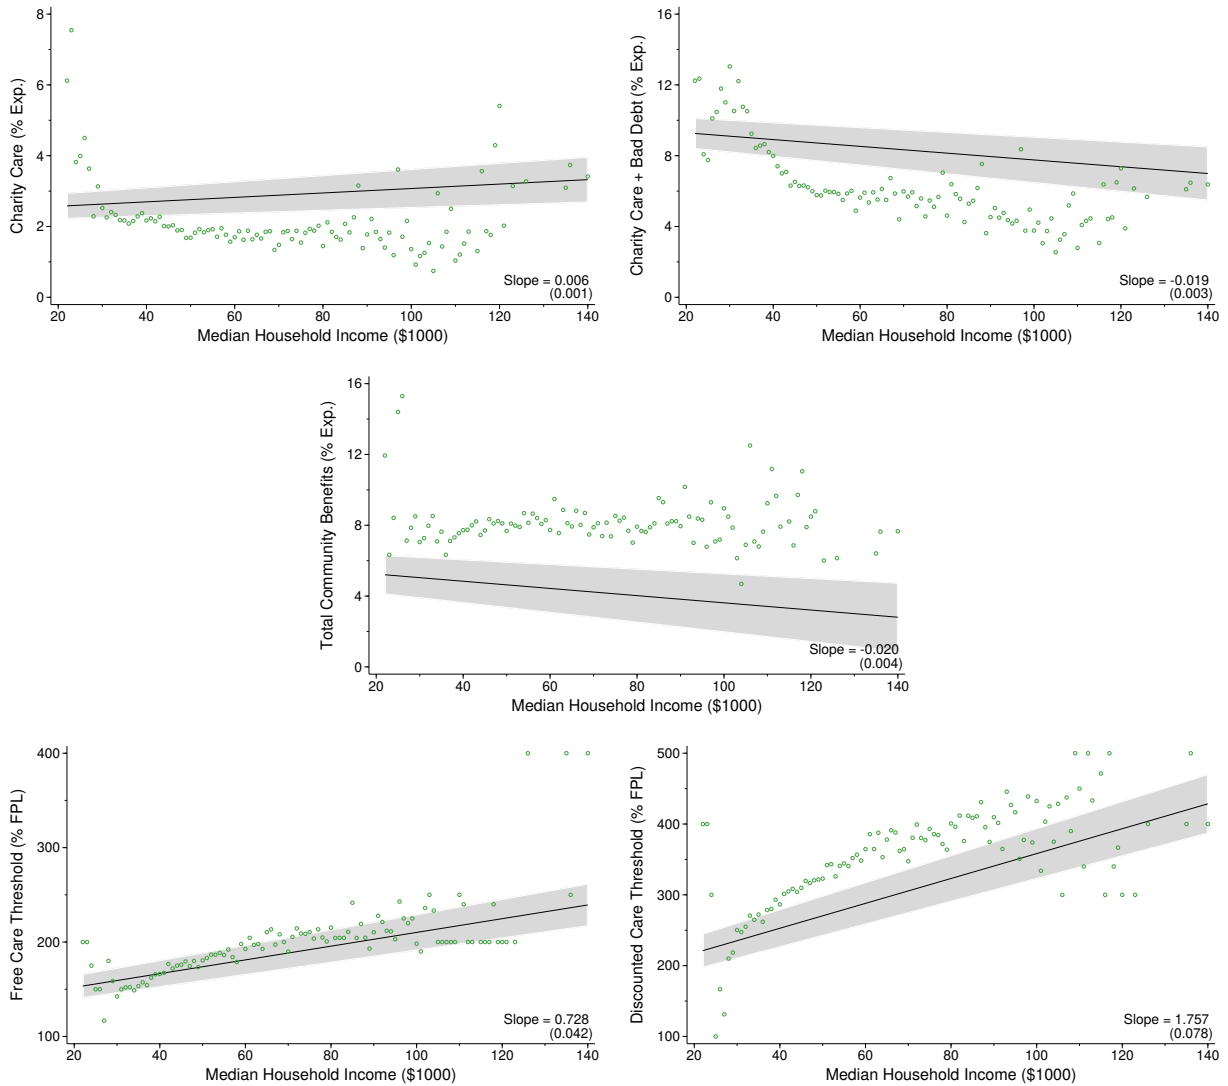 Charity Care (% Exp.)
8
6
4
2
0
Slope = 0.006
(0.001)
20 40 60 80 100 120 140
Median Household Income ($1000)
Charity Care + Bad Debt (% Exp.)
16
12
8
4
0
Slope = -0.019
(0.003)
20 40 60 80 100 120 140
Median Household Income ($1000)
Total Community Benefits (% Exp.)
16
12
8
4
0
Slope = -0.020
(0.004)
20 40 60 80 100 120 140
Median Household Income ($1000)
Free Care Threshold (% FPL)
400
300
200
100
Slope = 0.728
(0.042)
20 40 60 80 100 120 140
Median Household Income ($1000)
Discounted Care Threshold (% FPL)
500
400
300
200
100
Slope = 1.757
(0.078)
20 40 60 80 100 120 140
Median Household Income ($1000)